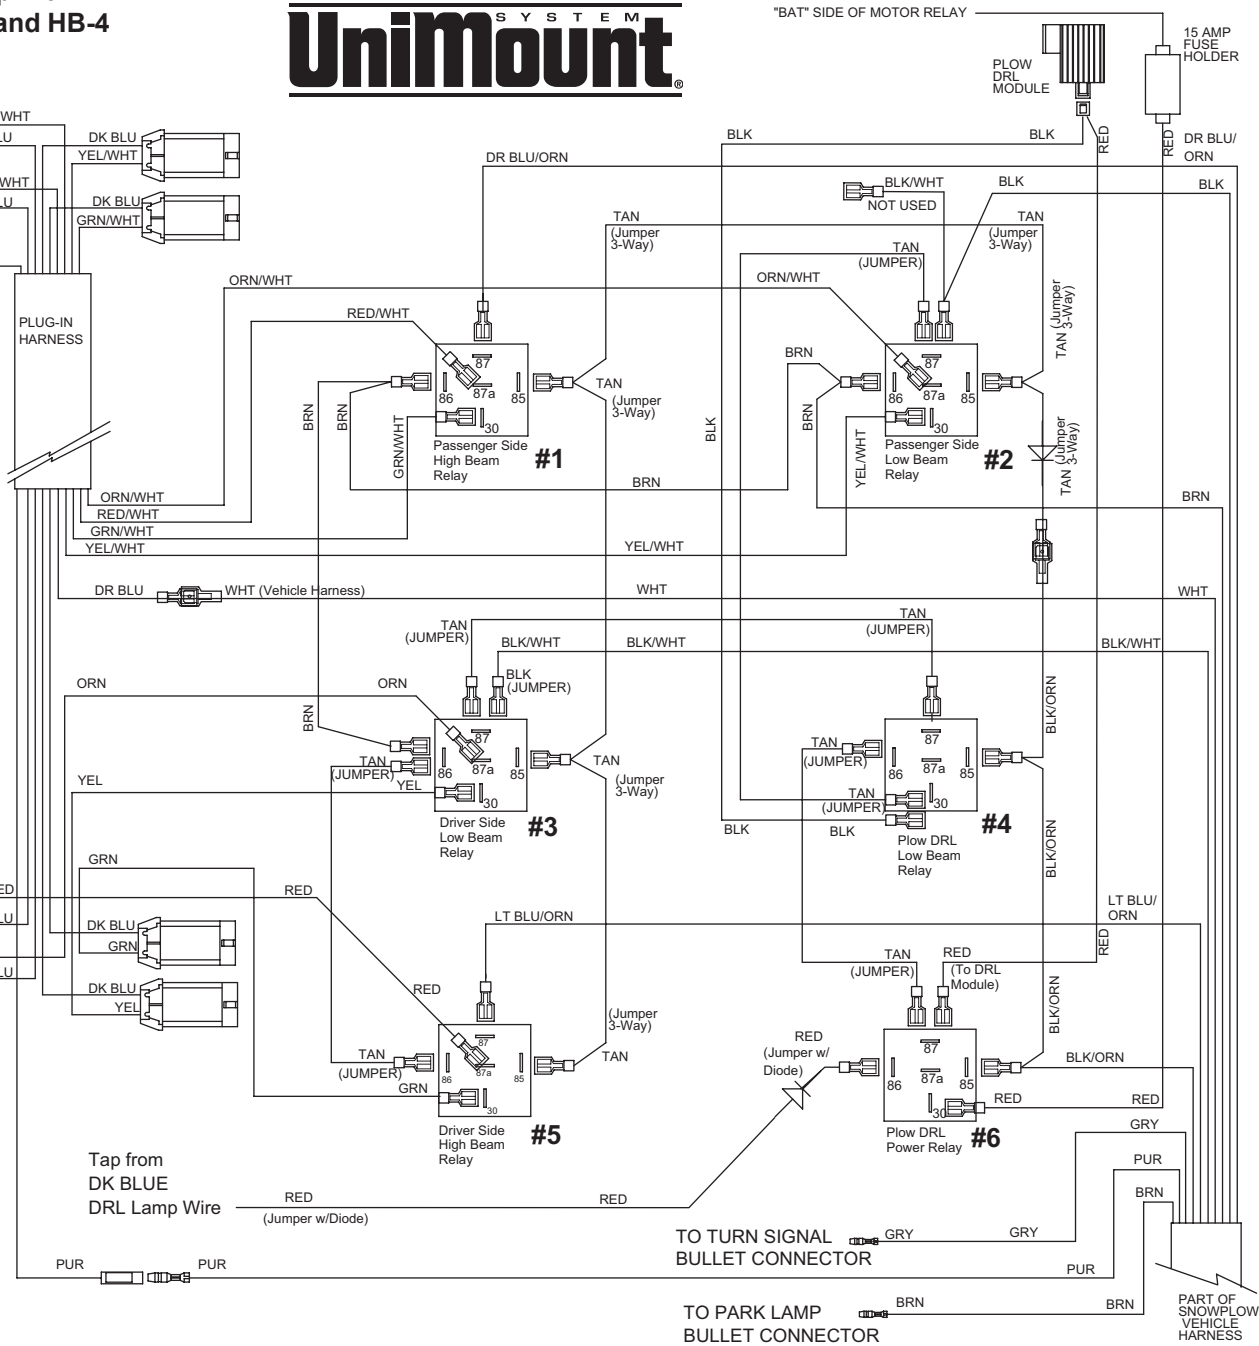 and HB-4
SYSTEM
UniMount®
"BAT" SIDE OF MOTOR RELAY
15 AMP
FUSE
HOLDER
PLOW
DRL
MODULE
WHT
LU
DK BLU
YEL/WHT
WHT
LU
DK BLU
GRN/WHT
BLK
BLK
RED
RED
DR BLU/
ORN
DR BLU/ORN
BLK/WHT
NOT USED
BLK
BLK
TAN
(Jumper
3-Way)
TAN
(JUMPER)
TAN
(Jumper
3-Way)
ORN/WHT
ORN/WHT
TAN (Jumper
3-Way)
PLUG-IN
HARNESS
RED/WHT
87
86
87a
85
30
TAN
(Jumper
3-Way)
BRN
87
86
87a
85
30
BRN
BRN
GRN/WHT
BLK
BRN
YEL/WHT
TAN (Jumper
3-Way)
Passenger Side
High Beam
Relay
#1
Passenger Side
Low Beam
Relay
#2
BRN
BRN
ORN/WHT
RED/WHT
GRN/WHT
YEL/WHT
YEL/WHT
DR BLU
WHT (Vehicle Harness)
WHT
WHT
TAN
(JUMPER)
TAN
(JUMPER)
BLK/WHT
BLK/WHT
BLK/WHT
BLK
(JUMPER)
ORN
ORN
BRN
BLK/ORN
87
86
87a
85
30
TAN
(JUMPER)
YEL
YEL
TAN
(Jumper
3-Way)
TAN
(JUMPER)
87
86
87a
85
30
TAN
(JUMPER)
Driver Side
Low Beam
Relay
#3
BLK
BLK
Plow DRL
Low Beam
Relay
#4
BLK/ORN
GRN
ED
RED
LU
DK BLU
GRN
LT BLU/ORN
LT BLU/
ORN
RED
LU
DK BLU
YEL
RED
TAN
(JUMPER)
RED
(To DRL
Module)
BLK/ORN
(Jumper
3-Way)
TAN
TAN
(JUMPER)
GRN
87
86
87a
85
30
RED
(Jumper w/
Diode)
87
86
87a
85
30
BLK/ORN
RED
RED
Driver Side
High Beam
Relay
#5
Plow DRL
Power Relay
#6
GRY
PUR
BRN
Tap from
DK BLUE
DRL Lamp Wire
RED
(Jumper w/Diode)
RED
TO TURN SIGNAL
BULLET CONNECTOR
GRY
GRY
PUR
PUR
PUR
TO PARK LAMP
BULLET CONNECTOR
BRN
BRN
PART OF
SNOWPLOW
VEHICLE
HARNESS